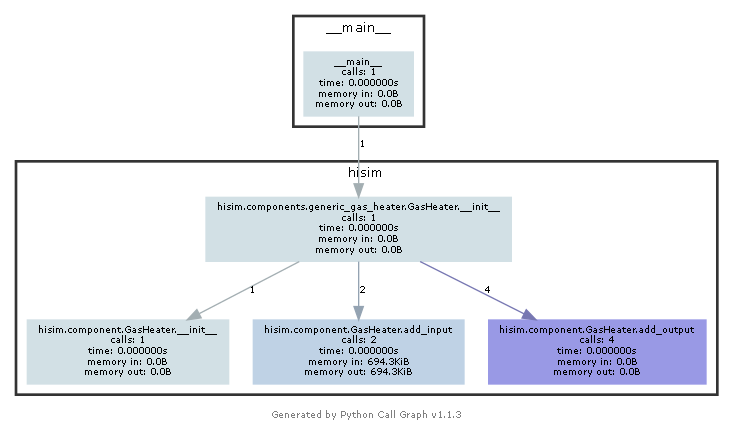 __main__
__main__
calls: 1
time: 0.000000s
memory in: 0.0B
memory out: 0.0B
1
hisim
hisim.components.generic_gas_heater.GasHeater.__init__
calls: 1
time: 0.000000s
memory in: 0.0B
memory out: 0.0B
1
2
4
hisim.component.GasHeater.__init__
calls: 1
time: 0.000000s
memory in: 0.0B
memory out: 0.0B
hisim.component.GasHeater.add_input
calls: 2
time: 0.000000s
memory in: 694.3KiB
memory out: 694.3KiB
hisim.component.GasHeater.add_output
calls: 4
time: 0.000000s
memory in: 0.0B
memory out: 0.0B
Generated by Python Call Graph v1.1.3